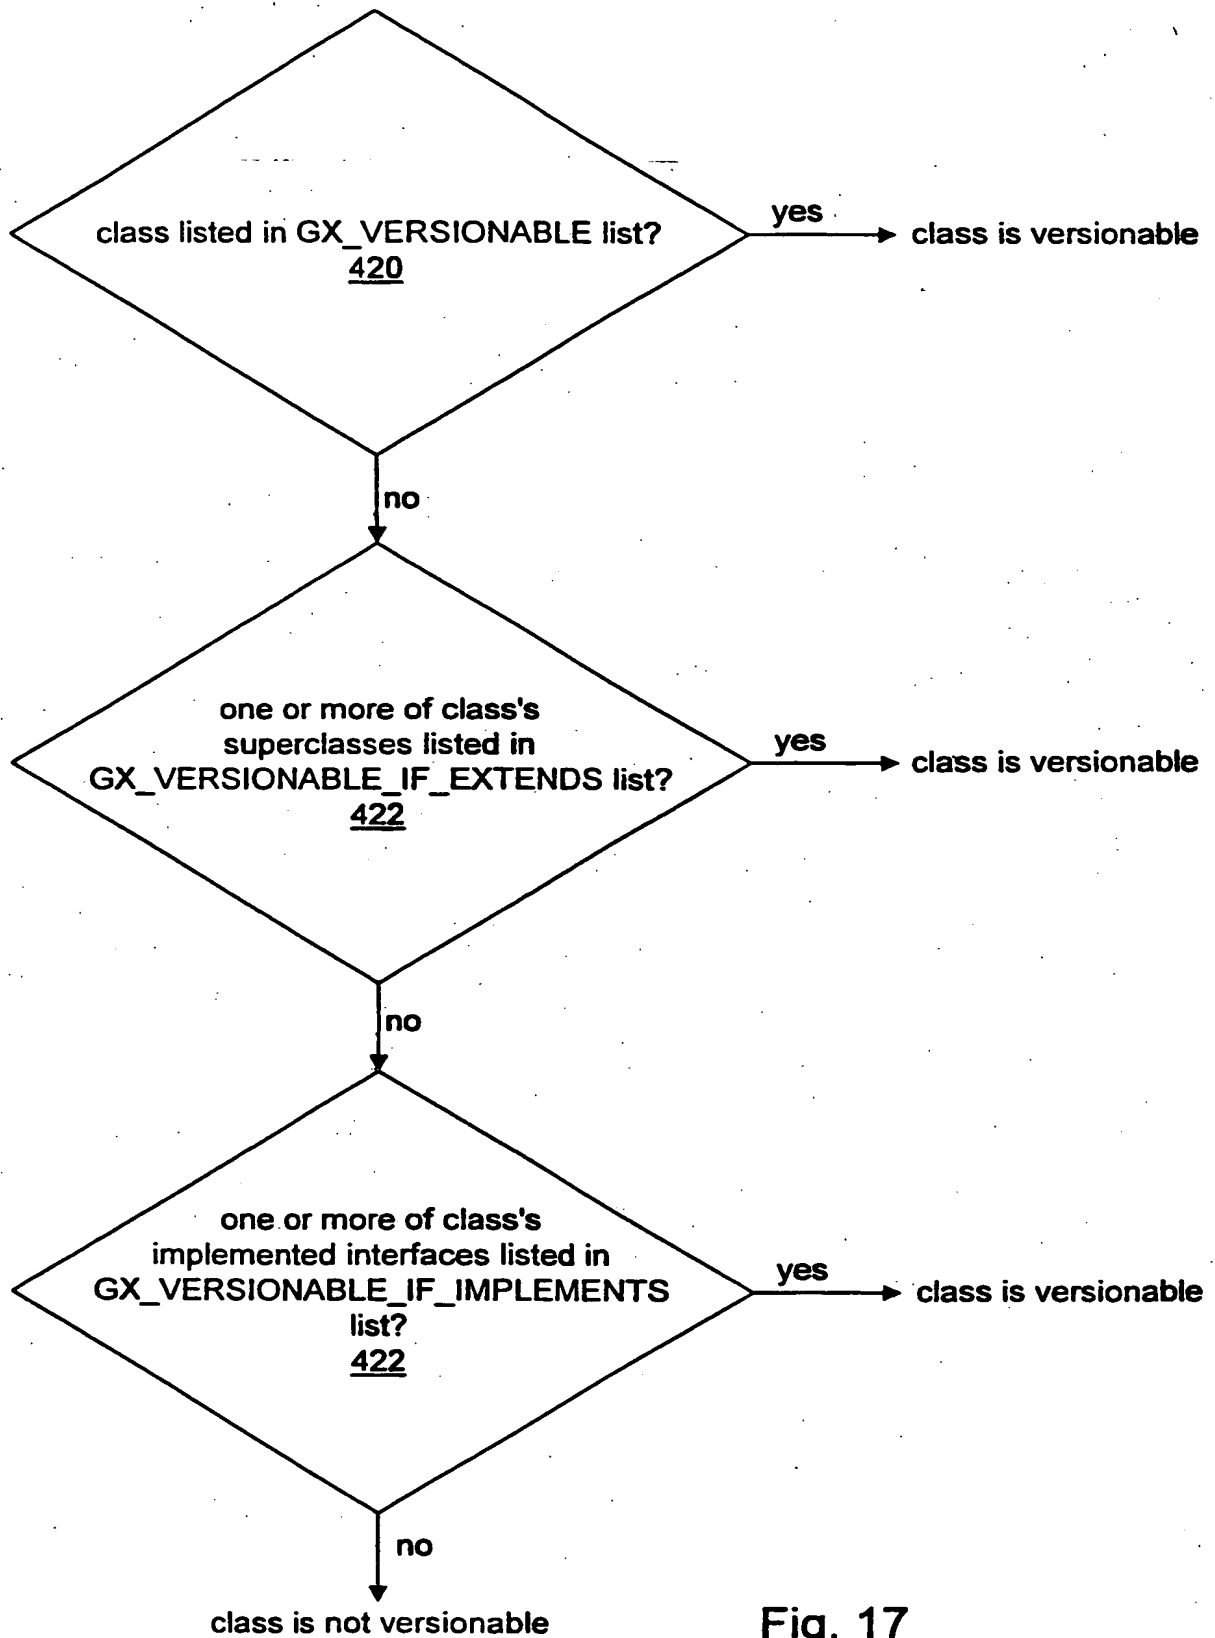 class listed in GX_VERSIONABLE list?
420
yes
class is versionable
no
one or more of class's
superclasses listed in
GX_VERSIONABLE_IF_EXTENDS list?
422
yes
class is versionable
no
one or more of class's
implemented interfaces listed in
GX_VERSIONABLE_IF_IMPLEMENTS
list?
422
yes
class is versionable
no
class is not versionable
Fig. 17